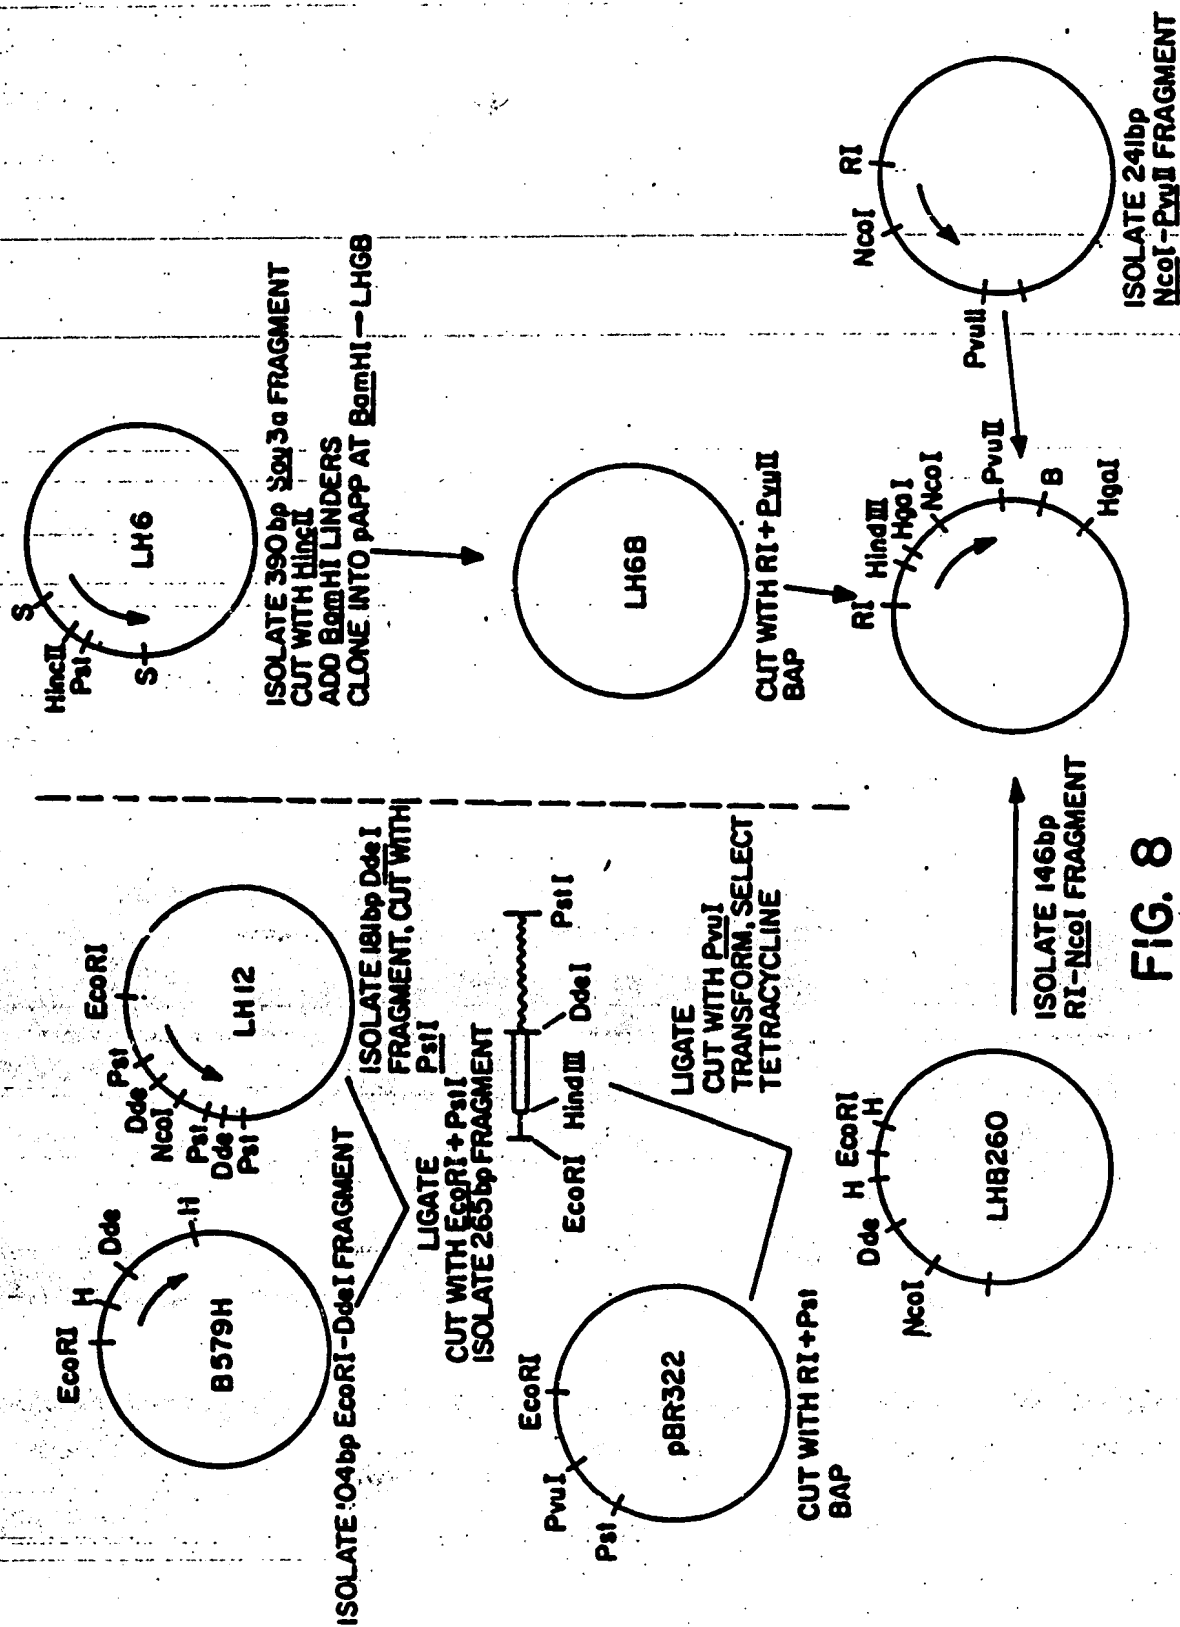 EcoRI
H
Dde
H
B579H
ISOLATE 104bp EcoRI-DdeI FRAGMENT
EcoRI
Pst
Dde
NcoI
Pst
Dde
Pst
LH12
ISOLATE 181bp DdeI
FRAGMENT, CUT WITH
PstI
LIGATE
CUT WITH EcoRI+PstI
ISOLATE 265bp FRAGMENT
EcoRI
HindIII
DdeI
PstI
EcoRI
PvuI
Pst
pBR322
CUT WITH RI+Pst
BAP
LIGATE
CUT WITH PvuI
TRANSFORM, SELECT
TETRACYCLINE
H
EcoRI
H
Dde
NcoI
LHB260
ISOLATE 146bp
RI-NcoI FRAGMENT
S
HincII
Pst
S
LH6
ISOLATE 390bp Sau3a FRAGMENT
CUT WITH HincII
ADD BamHI LINDERS
CLONE INTO pAPP AT BamHI—LHGB
LH6B
CUT WITH RI+PvuII
BAP
RI
HindIII
HgaI
NcoI
PvuII
B
HgaI
RI
NcoI
PvuII
ISOLATE 241bp
NcoI-PvuII FRAGMENT
FIG. 8